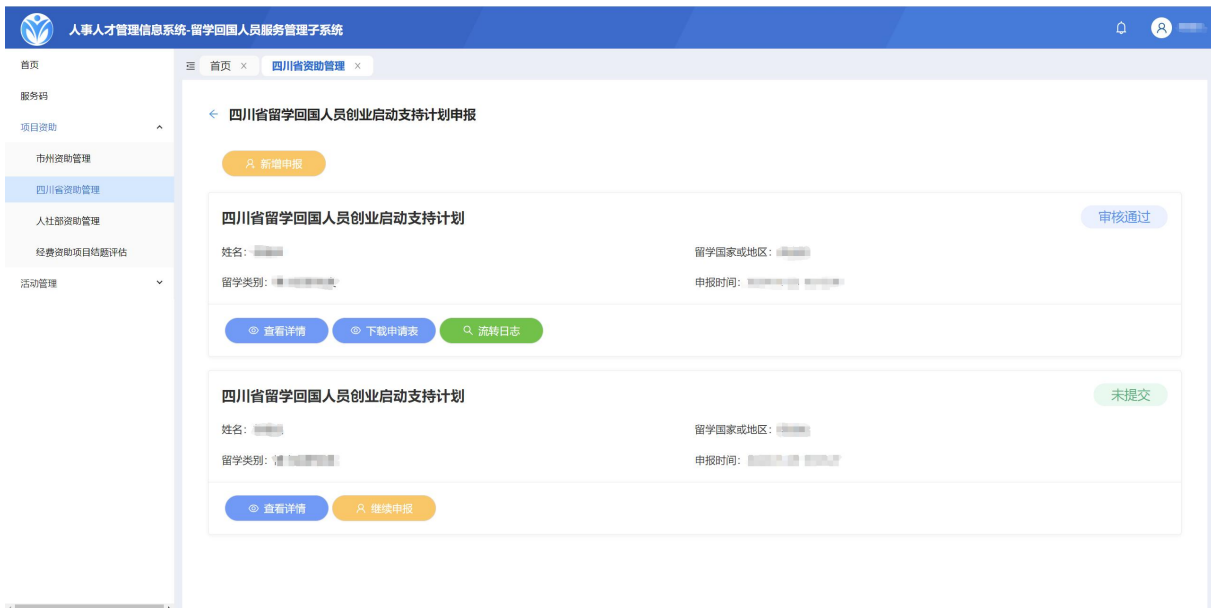 人事人才管理信息系统-留学回国人员服务管理子系统
首页
服务码
项目资助
市州资助管理
四川省资助管理
人社部资助管理
经费资助项目结题评估
活动管理
首页 × 四川省资助管理 ×
← 四川省留学回国人员创业启动支持计划申报
新增申报
四川省留学回国人员创业启动支持计划 审核通过
姓名： 留学国家或地区：
留学类别： 申报时间：
查看详情 下载申请表 流转日志
四川省留学回国人员创业启动支持计划 未提交
姓名： 留学国家或地区：
留学类别： 申报时间：
查看详情 继续申报